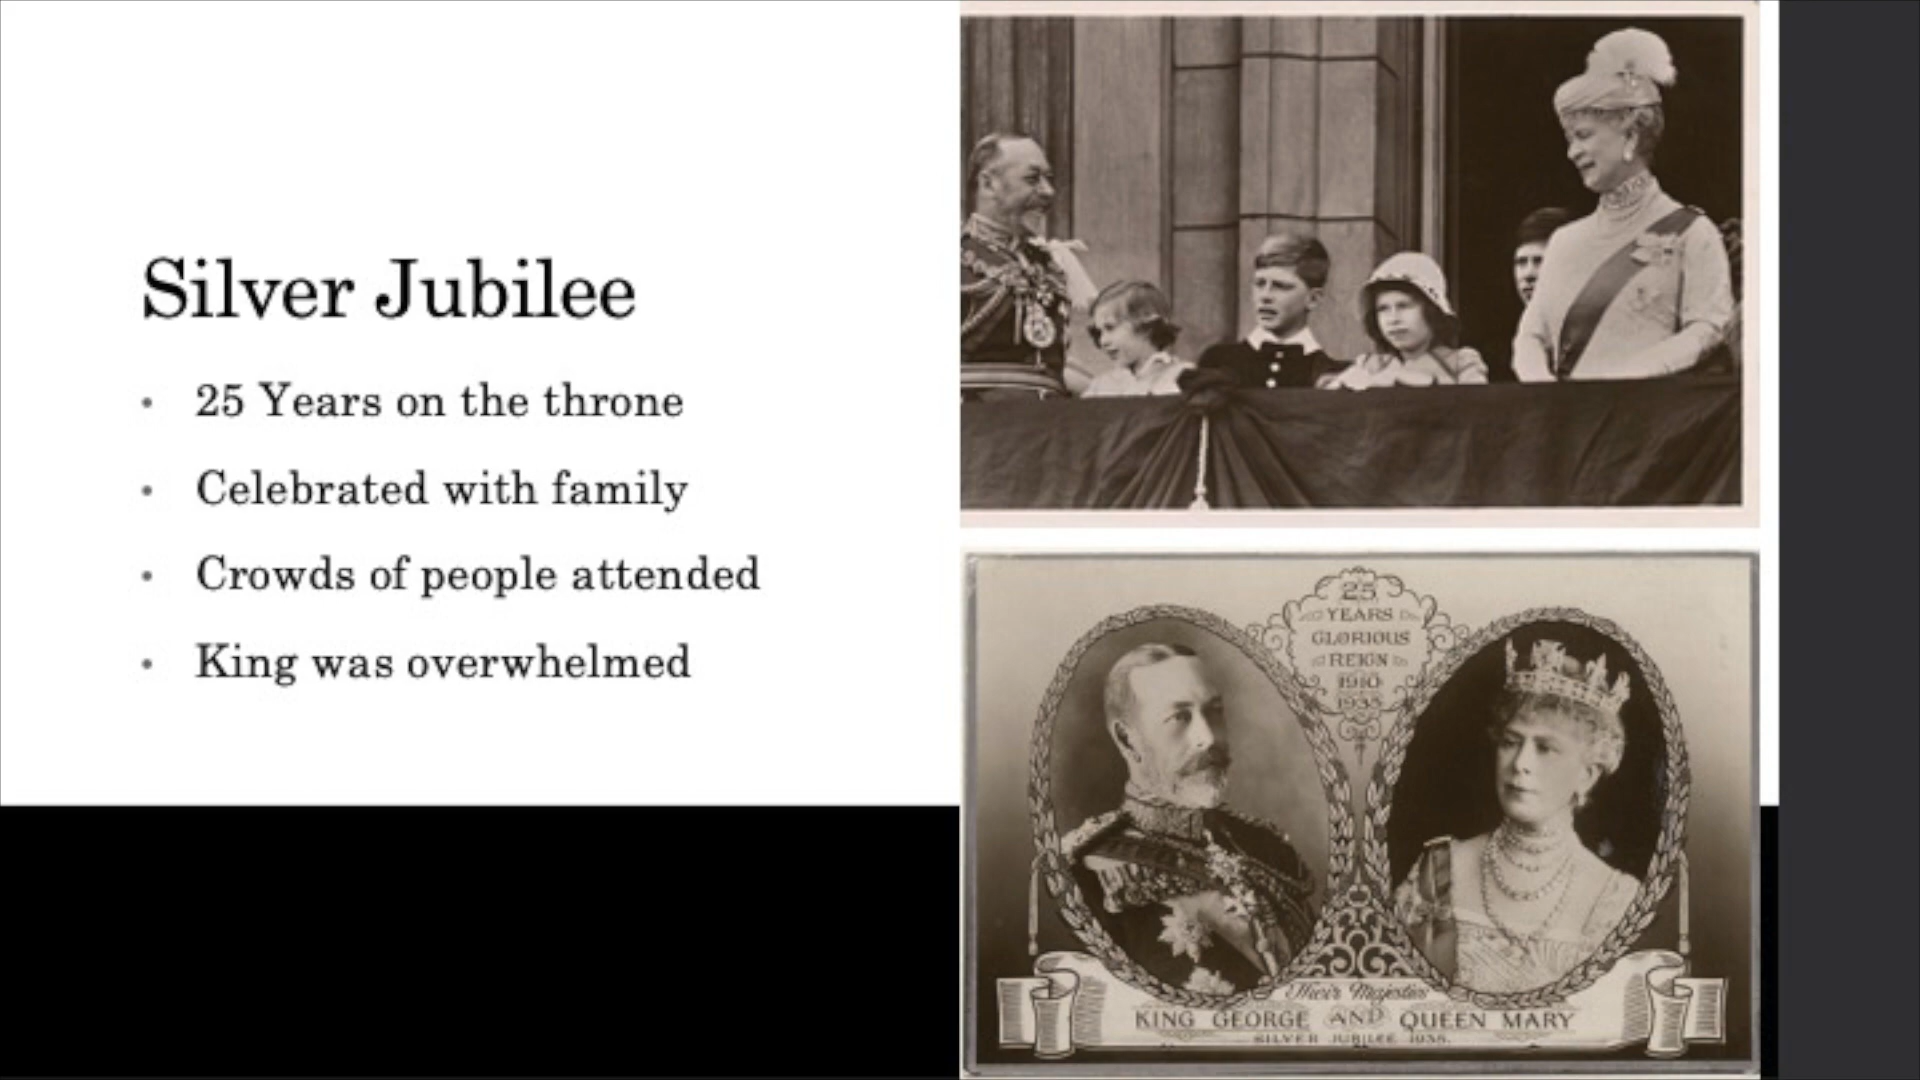 Silver Jubilee
• 25 Years on the throne
• Celebrated with family
• Crowds of people attended
• King was overwhelmed
25
YEARS
GLORIOUS
REIGN
1910
1935
Their Majesties
KING GEORGE AND QUEEN MARY
SILVER JUBILEE 1935.